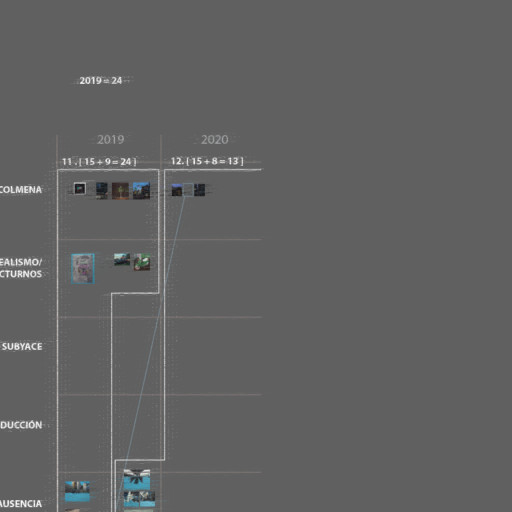 2019 = 24
2019 2020
11 . [ 15 + 9 = 24 ] 12. [ 15 + 8 = 13 ]
COLMENA
EALISMO/
CTURNOS
SUBYACE
DUCCIÓN
AUSENCIA